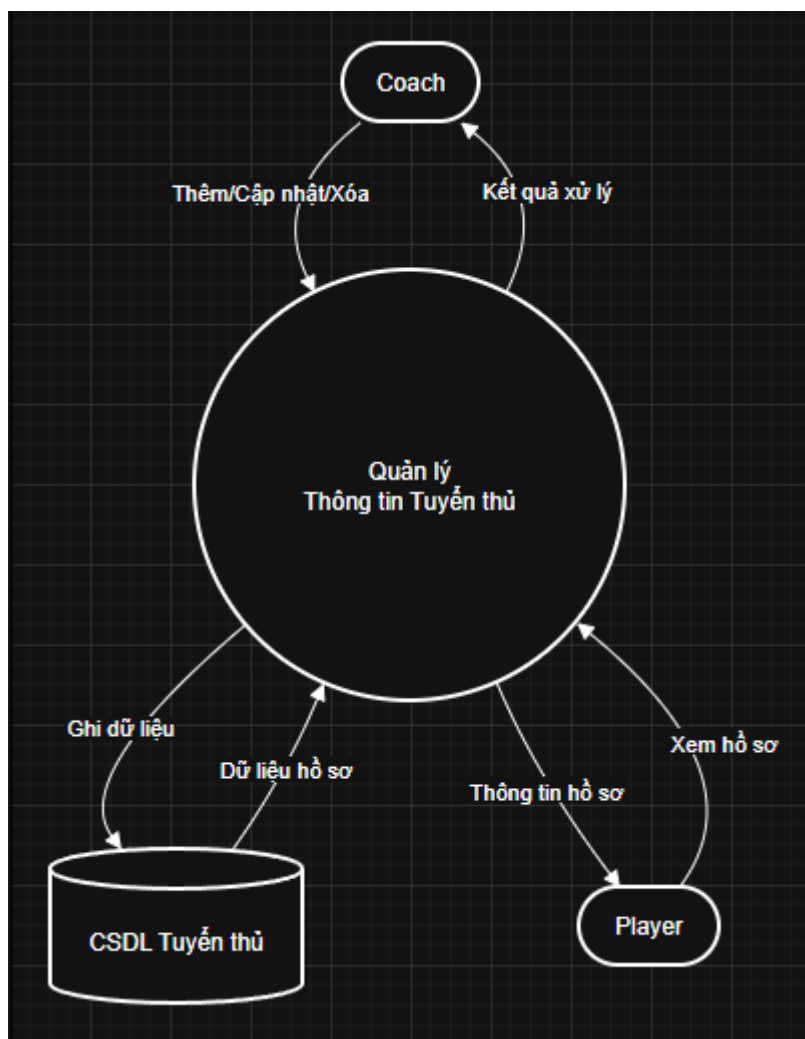 Coach
Thêm/Cập nhật/Xóa
Kết quả xử lý
Quản lý
Thông tin Tuyển thủ
Ghi dữ liệu
Dữ liệu hồ sơ
Thông tin hồ sơ
Xem hồ sơ
CSDL Tuyển thủ
Player